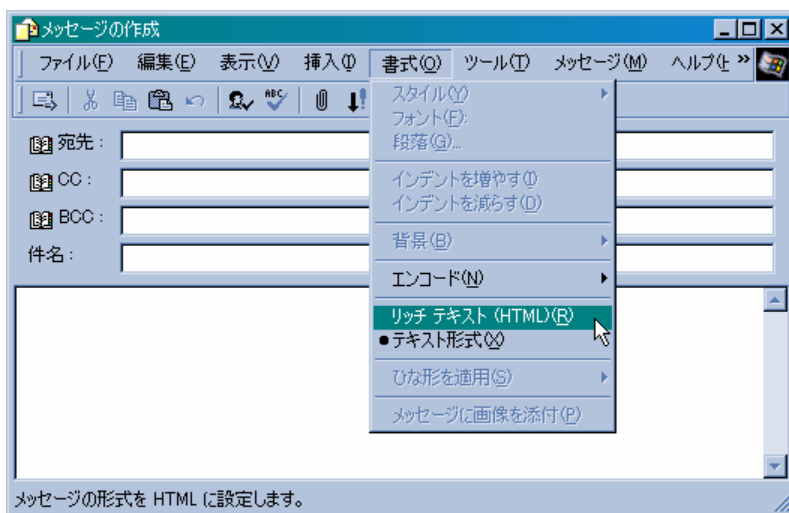 メッセージの作成
ファイル(F) 編集(E) 表示(V) 挿入(I) 書式(O) ツール(T) メッセージ(M) ヘルプ(H »
ABC
宛先:
CC:
BCC:
件名:
スタイル(Y)
フォント(F):
段落(G)...
インデントを増やす(I)
インデントを減らす(D)
背景(B)
エンコード(N)
リッチ テキスト (HTML)(R)
●テキスト形式(X)
ひな形を適用(S)
メッセージに画像を添付(P)
メッセージの形式を HTML に設定します。